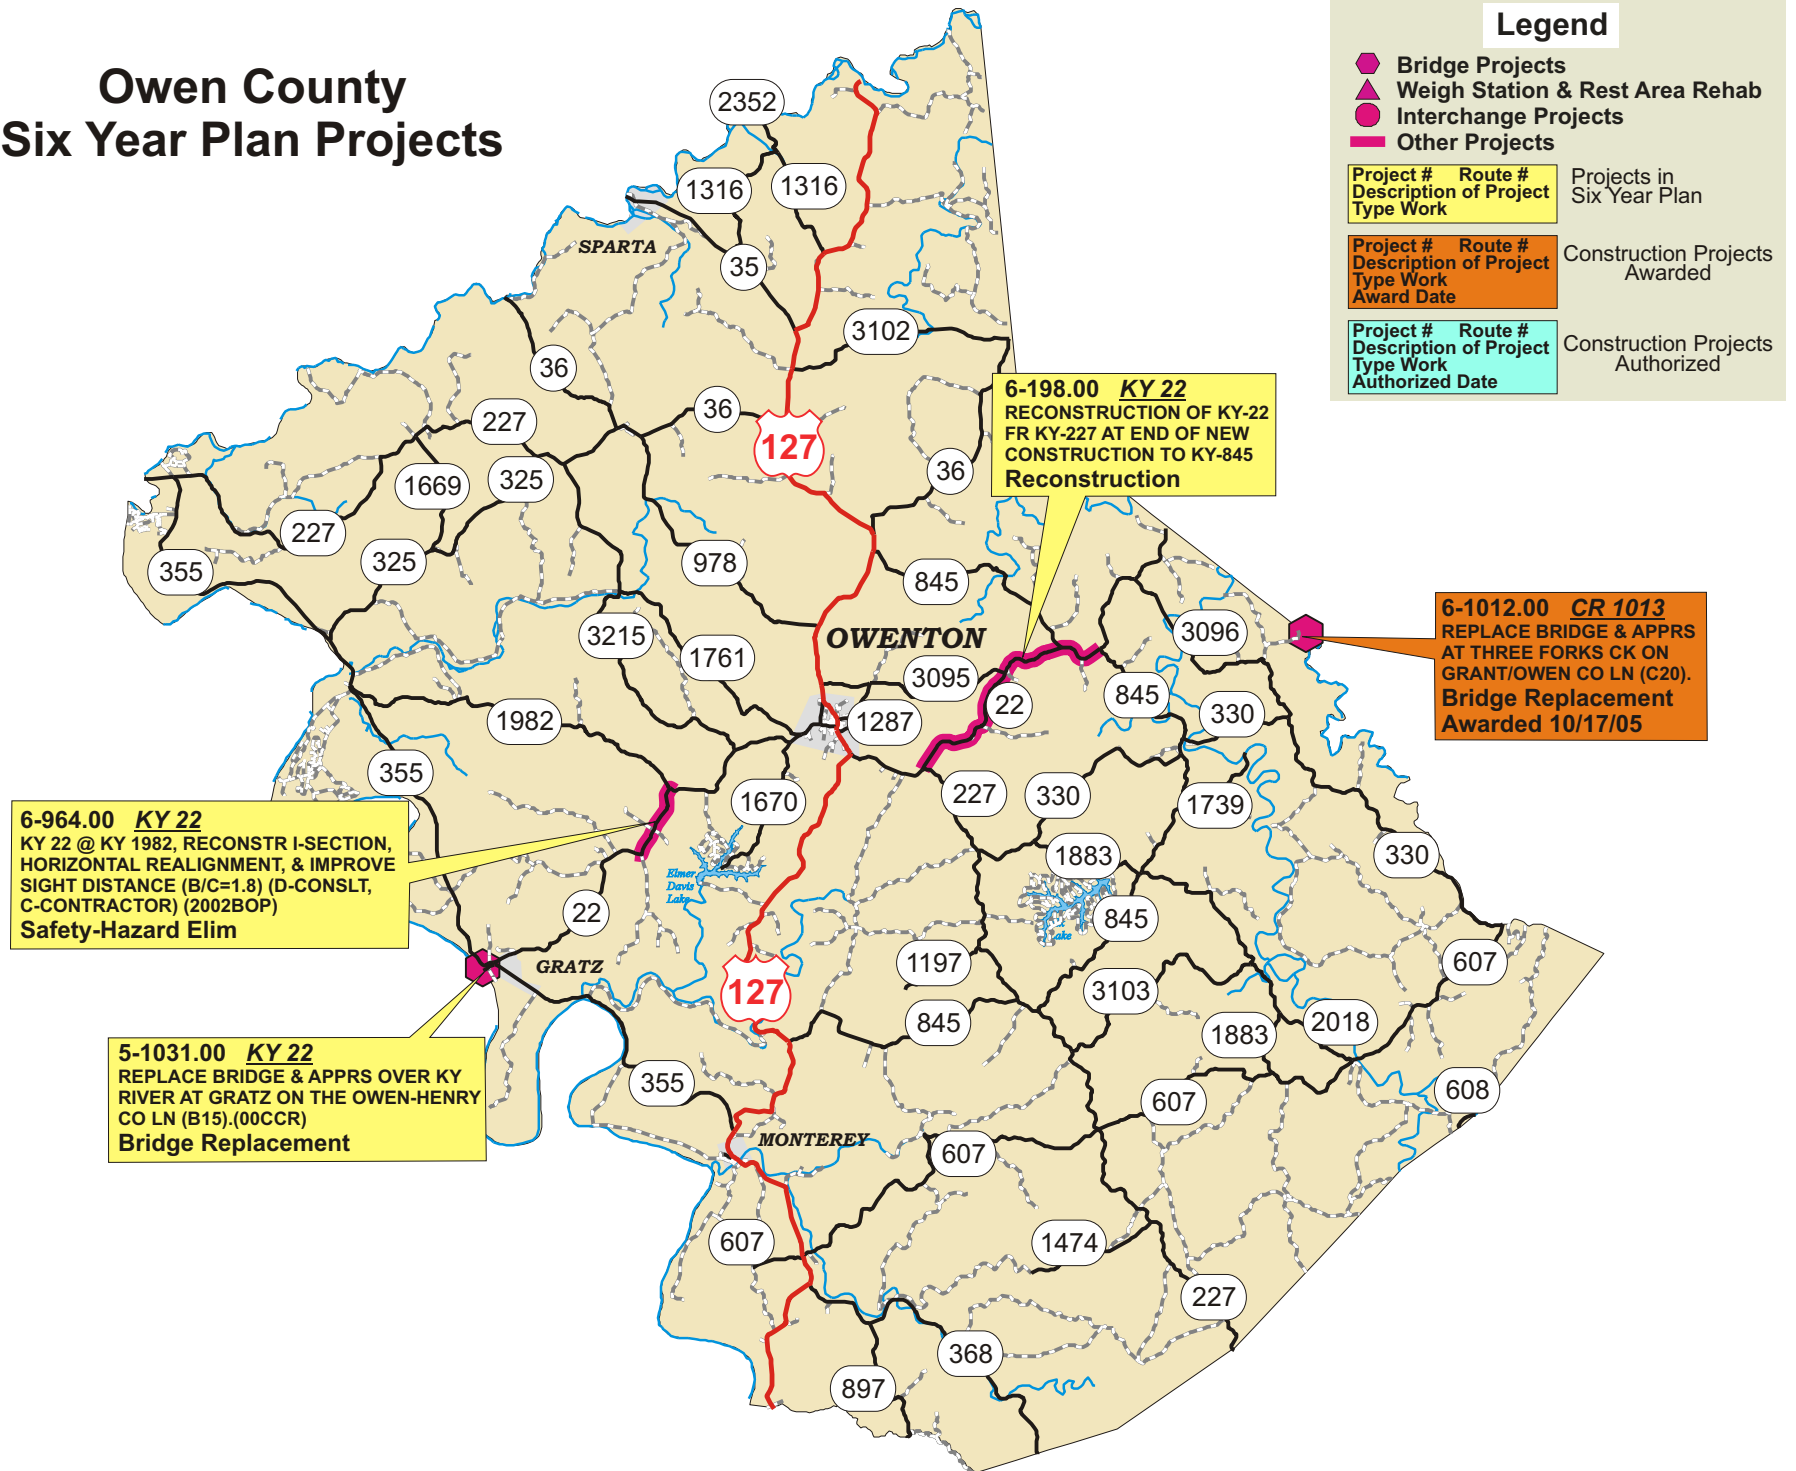 Owen County
Six Year Plan Projects
Legend
Bridge Projects
Weigh Station & Rest Area Rehab
Interchange Projects
Other Projects
Project # Route #
Description of Project
Type Work
Projects in
Six Year Plan
Project # Route #
Description of Project
Type Work
Award Date
Construction Projects
Awarded
Project # Route #
Description of Project
Type Work
Authorized Date
Construction Projects
Authorized
2352
1316
1316
SPARTA
35
3102
36
36
227
127
36
1669
325
6-198.00 KY 22
RECONSTRUCTION OF KY-22
FR KY-227 AT END OF NEW
CONSTRUCTION TO KY-845
Reconstruction
227
325
355
978
845
3215
1761
OWENTON
3095
3096
6-1012.00 CR 1013
REPLACE BRIDGE & APPRS
AT THREE FORKS CK ON
GRANT/OWEN CO LN (C20).
Bridge Replacement
Awarded 10/17/05
1982
1287
22
845
330
355
1670
227
330
1739
6-964.00 KY 22
KY 22 @ KY 1982, RECONSTR I-SECTION,
HORIZONTAL REALIGNMENT, & IMPROVE
SIGHT DISTANCE (B/C=1.8) (D-CONSLT,
C-CONTRACTOR) (2002BOP)
Safety-Hazard Elim
Elmer
Davis
Lake
1883
330
22
845
Lake
GRATZ
1197
607
127
3103
845
1883
2018
5-1031.00 KY 22
REPLACE BRIDGE & APPRS OVER KY
RIVER AT GRATZ ON THE OWEN-HENRY
CO LN (B15).(00CCR)
Bridge Replacement
355
607
608
MONTEREY
607
607
1474
227
368
897